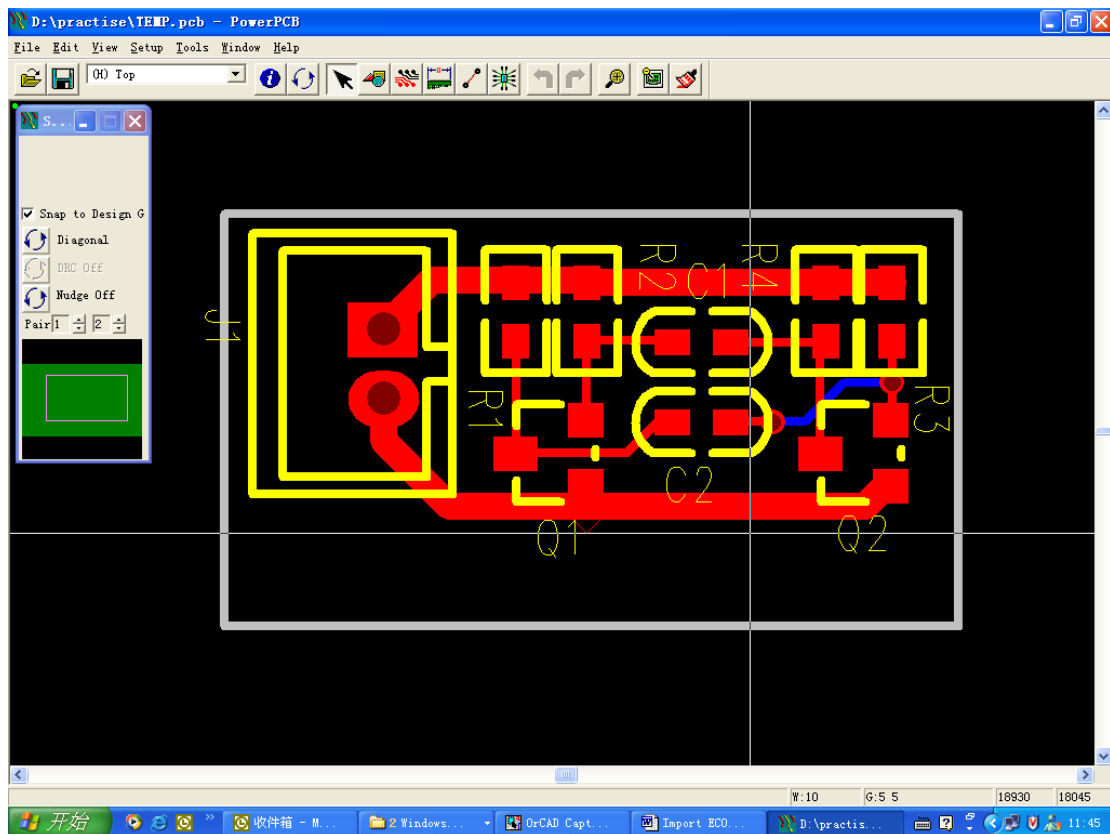 D:\practise\TEMP.pcb - PowerPCB
File Edit View Setup Tools Window Help
(H) Top
S...
Snap to Design G
Diagonal
DRC Off
Nudge Off
Pair 1 2
J1
R2
C1
R4
R1
R3
C2
Q1
Q2
W:10 G:5 5 18930 18045
开始 收件箱 - M... 2 Windows... OrCAD Capt... Import ECO... D:\practis... 11:45